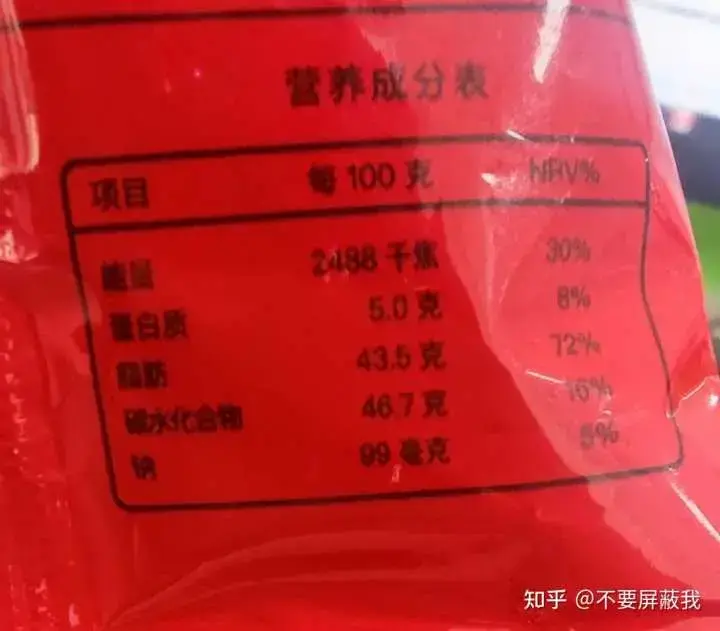 营养成分表
项目 每100克 NRV%
能量 2488千焦 30%
蛋白质 5.0克 8%
脂肪 43.5克 72%
碳水化合物 46.7克 16%
钠 99毫克 5%
知乎 @不要屏蔽我